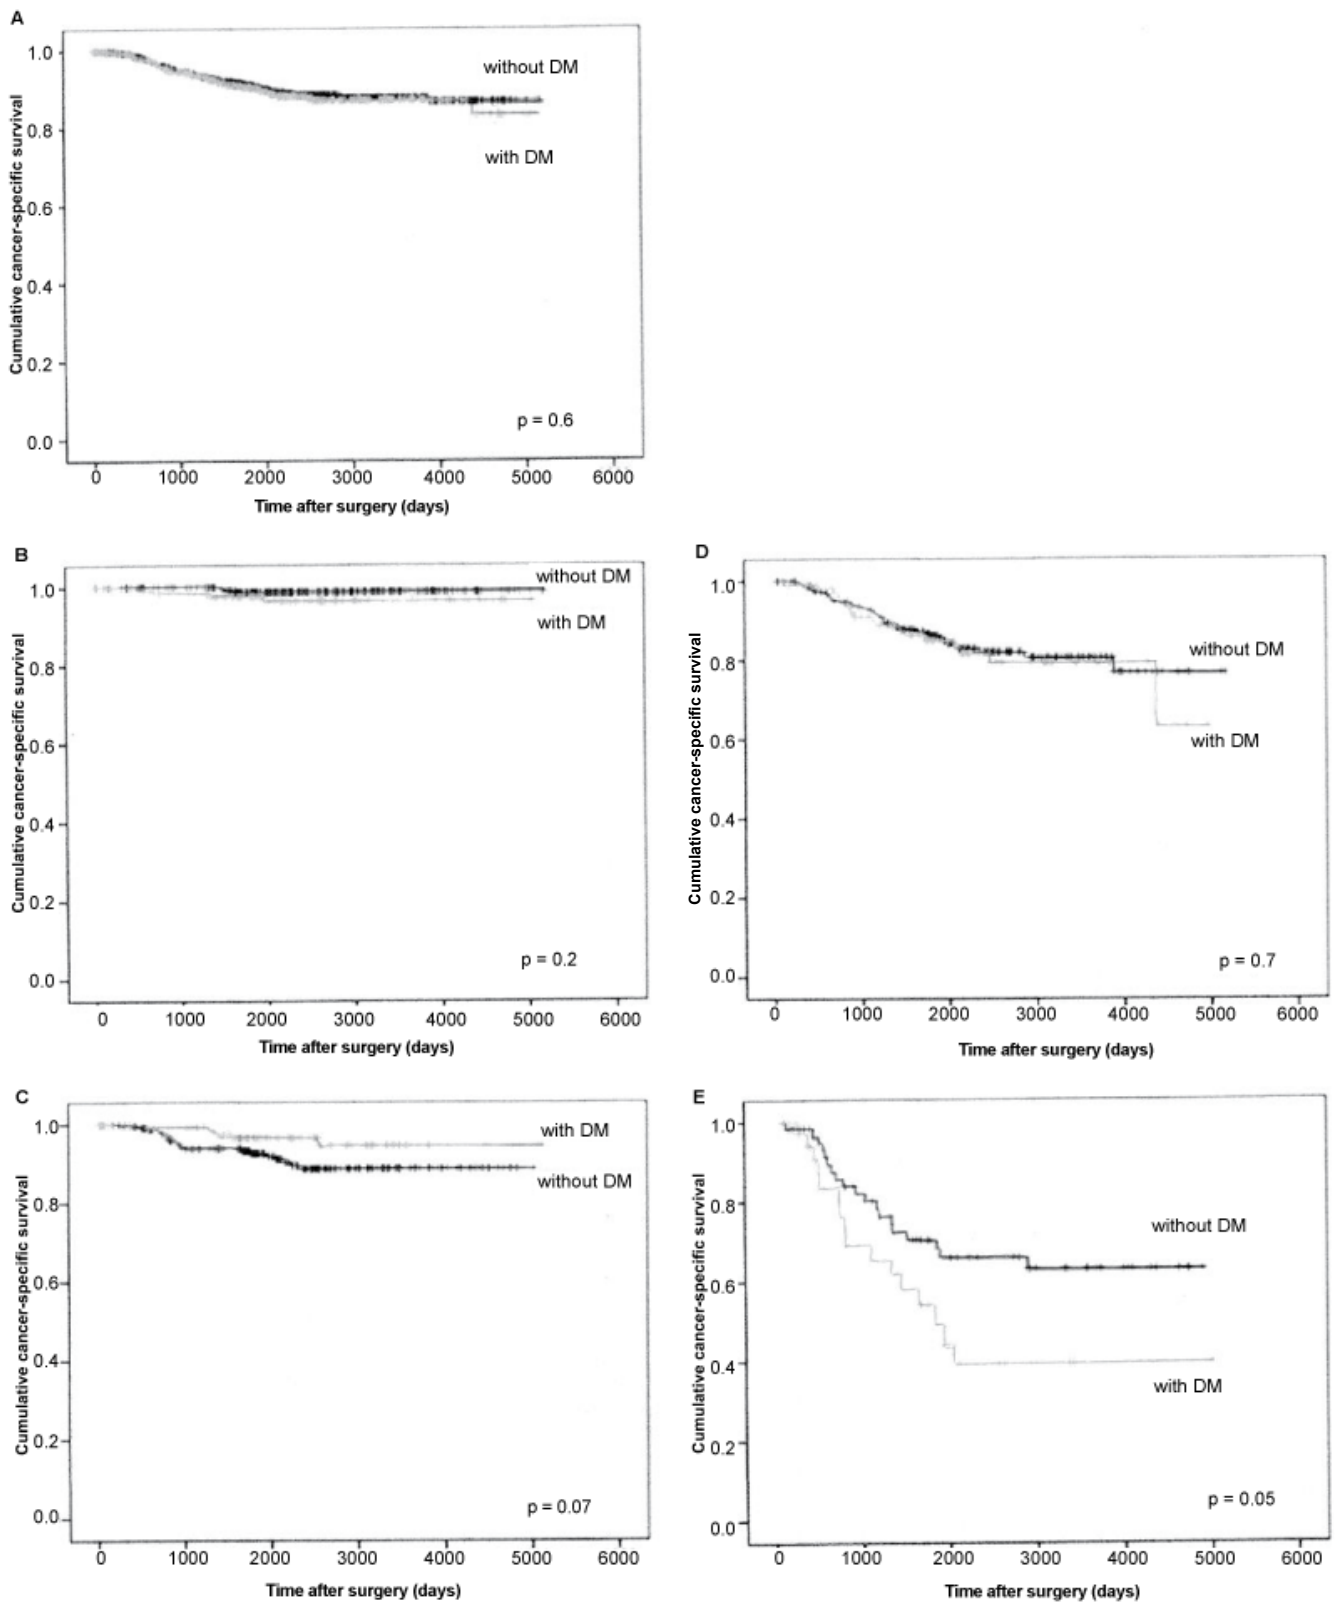 A
Cumulative cancer-specific survival
1.0
0.8
0.6
0.4
0.2
0.0
without DM
with DM
p = 0.6
0 1000 2000 3000 4000 5000 6000
Time after surgery (days)
B
Cumulative cancer-specific survival
1.0
0.8
0.6
0.4
0.2
0.0
without DM
with DM
p = 0.2
0 1000 2000 3000 4000 5000 6000
Time after surgery (days)
D
Cumulative cancer-specific survival
1.0
0.8
0.6
0.4
0.2
0.0
without DM
with DM
p = 0.7
0 1000 2000 3000 4000 5000 6000
Time after surgery (days)
C
Cumulative cancer-specific survival
1.0
0.8
0.6
0.4
0.2
0.0
with DM
without DM
p = 0.07
0 1000 2000 3000 4000 5000 6000
Time after surgery (days)
E
Cumulative cancer-specific survival
1.0
0.8
0.6
0.4
0.2
0.0
without DM
with DM
p = 0.05
0 1000 2000 3000 4000 5000 6000
Time after surgery (days)